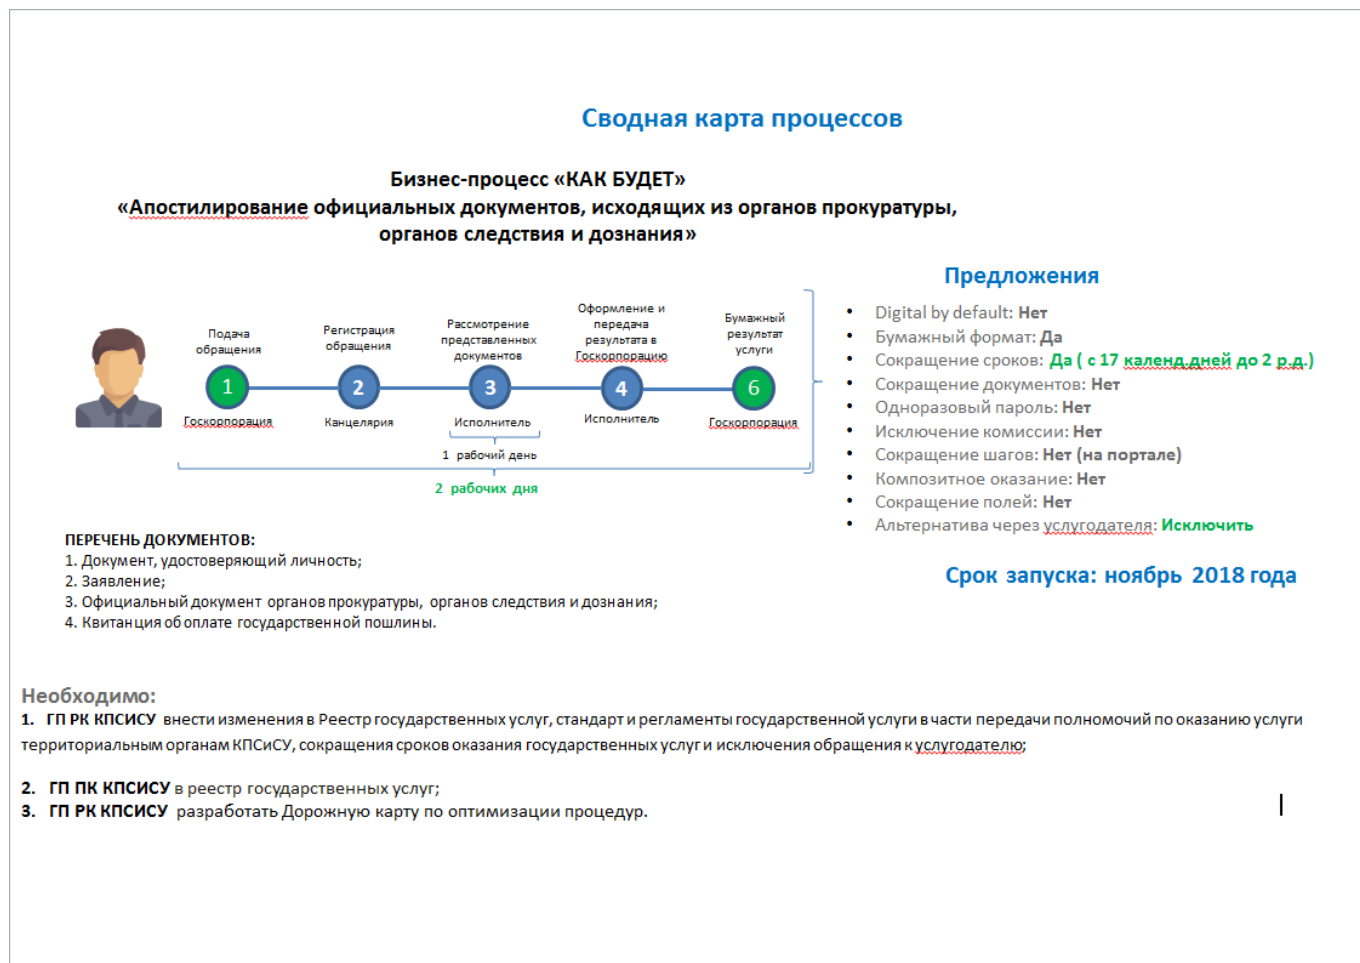 Сводная карта процессов
Бизнес-процесс «КАК БУДЕТ»
«Апостилирование официальных документов, исходящих из органов прокуратуры,
органов следствия и дознания»
Подача
обращения
1
Госкорпорация
Регистрация
обращения
2
Канцелярия
Рассмотрение
представленных
документов
3
Исполнитель
1 рабочий день
Оформление и
передача
результата в
Госкорпорацию
4
Исполнитель
Бумажный
результат
услуги
6
Госкорпорация
2 рабочих дня
Предложения
• Digital by default: Нет
• Бумажный формат: Да
• Сокращение сроков: Да ( с 17 календ.дней до 2 р.д.)
• Сокращение документов: Нет
• Одноразовый пароль: Нет
• Исключение комиссии: Нет
• Сокращение шагов: Нет (на портале)
• Композитное оказание: Нет
• Сокращение полей: Нет
• Альтернатива через услугодателя: Исключить
Срок запуска: ноябрь 2018 года
ПЕРЕЧЕНЬ ДОКУМЕНТОВ:
1. Документ, удостоверяющий личность;
2. Заявление;
3. Официальный документ органов прокуратуры, органов следствия и дознания;
4. Квитанция об оплате государственной пошлины.
Необходимо:
1. ГП РК КПСИСУ внести изменения в Реестр государственных услуг, стандарт и регламенты государственной услуги в части передачи полномочий по оказанию услуги
территориальным органам КПСиСУ, сокращения сроков оказания государственных услуг и исключения обращения к услугодателю;
2. ГП ПК КПСИСУ в реестр государственных услуг;
3. ГП РК КПСИСУ разработать Дорожную карту по оптимизации процедур.